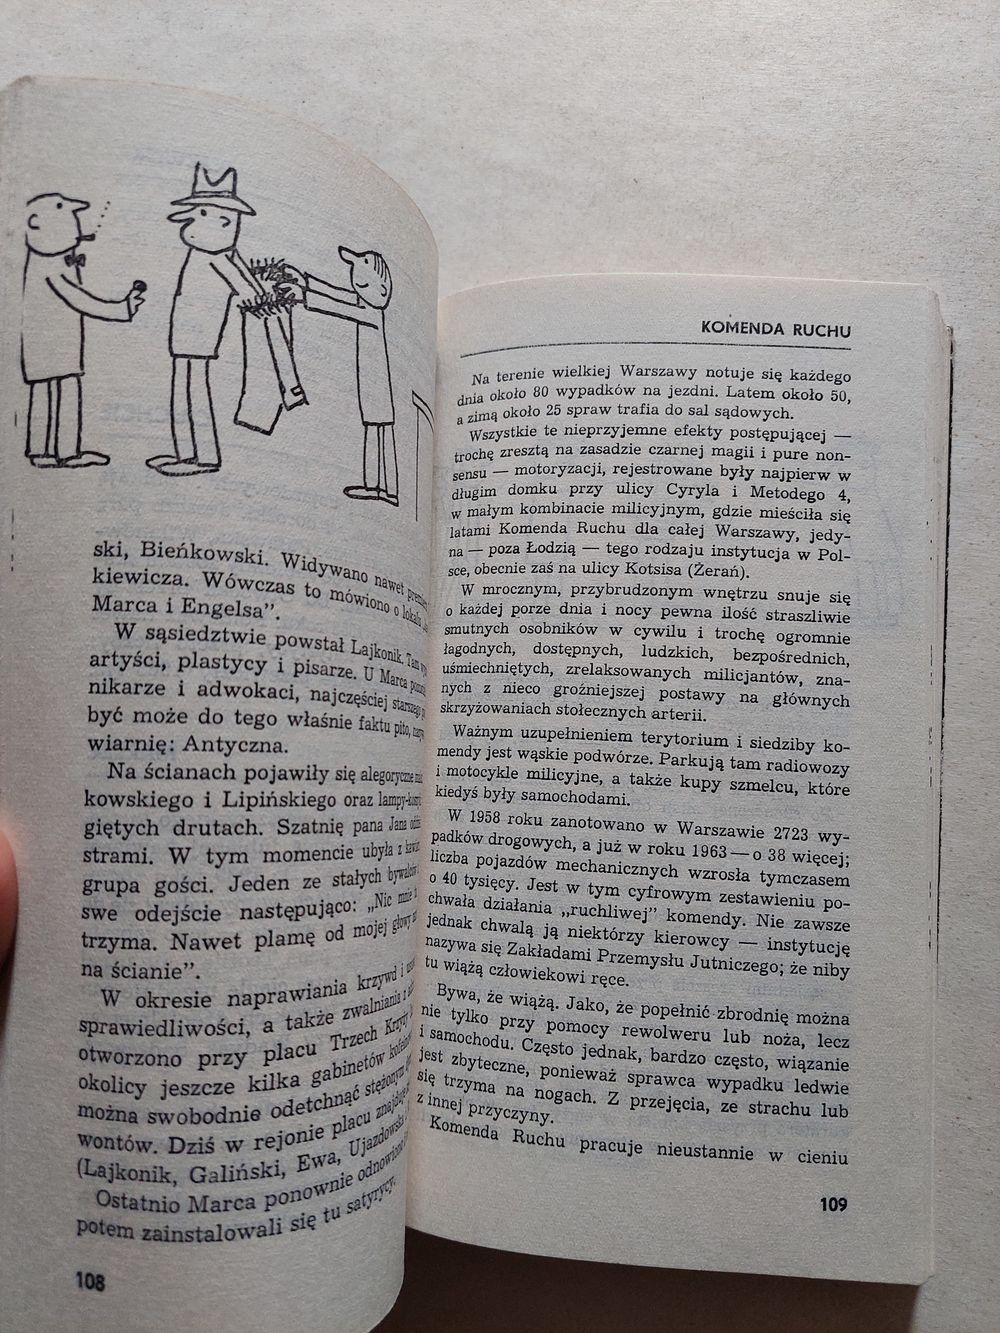 ski, Bieńkowski. Widywano nawet
kiewicza. Wówczas to mówiono o lokalu
Marca i Engelsa”.
W sąsiedztwie powstał Lajkonik. Tam
artyści, plastycy i pisarze. U Marca
nikarze i adwokaci, najczęściej starszego
być może do tego właśnie faktu pito,
wiarnię: Antyczna.
Na ścianach pojawiły się alegoryczne
kowskiego i Lipińskiego oraz
giętych drutach. Szatnię pana Jana
strami. W tym momencie ubyła z
grupa gości. Jeden ze stałych bywalców
swe odejście następująco: „Nic mnie
trzyma. Nawet plamę od mojej głowy
na ścianie”.
W okresie naprawiania krzywd i
sprawiedliwości, a także zwalniania z
otworzono przy placu Trzech Krzyży
okolicy jeszcze kilka gabinetów
można swobodnie odetchnąć stężonym
wontów. Dziś w rejonie placu znajduje
(Lajkonik, Galiński, Ewa, Ujazdowska
Ostatnio Marca ponownie odnowiono
potem zainstalowali się tu satyrycy.
108
KOMENDA RUCHU
Na terenie wielkiej Warszawy notuje się każdego
dnia około 80 wypadków na jezdni. Latem około 50,
a zimą około 25 spraw trafia do sal sądowych.
Wszystkie te nieprzyjemne efekty postępującej —
trochę zresztą na zasadzie czarnej magii i pure non-
sensu — motoryzacji, rejestrowane były najpierw w
długim domku przy ulicy Cyryla i Metodego 4,
w małym kombinacie milicyjnym, gdzie mieściła się
latami Komenda Ruchu dla całej Warszawy, jedy-
na — poza Łodzią — tego rodzaju instytucja w Pol-
sce, obecnie zaś na ulicy Kotsisa (Żerań).
W mrocznym, przybrudzonym wnętrzu snuje się
o każdej porze dnia i nocy pewna ilość straszliwie
smutnych osobników w cywilu i trochę ogromnie
łagodnych, dostępnych, ludzkich, bezpośrednich,
uśmiechniętych, zrelaksowanych milicjantów, zna-
nych z nieco groźniejszej postawy na głównych
skrzyżowaniach stołecznych arterii.
Ważnym uzupełnieniem terytorium i siedziby ko-
mendy jest wąskie podwórze. Parkują tam radiowozy
i motocykle milicyjne, a także kupy szmelcu, które
kiedyś były samochodami.
W 1958 roku zanotowano w Warszawie 2723 wy-
padków drogowych, a już w roku 1963 — o 38 więcej;
liczba pojazdów mechanicznych wzrosła tymczasem
o 40 tysięcy. Jest w tym cyfrowym zestawieniu po-
chwała działania „ruchliwej” komendy. Nie zawsze
jednak chwalą ją niektórzy kierowcy — instytucję
nazywa się Zakładami Przemysłu Jutniczego; że niby
tu wiążą człowiekowi ręce.
Bywa, że wiążą. Jako, że popełnić zbrodnię można
nie tylko przy pomocy rewolweru lub noża, lecz
i samochodu. Często jednak, bardzo często, wiązanie
jest zbyteczne, ponieważ sprawca wypadku ledwie
się trzyma na nogach. Z przejęcia, ze strachu lub
z innej przyczyny.
Komenda Ruchu pracuje nieustannie w cieniu
109